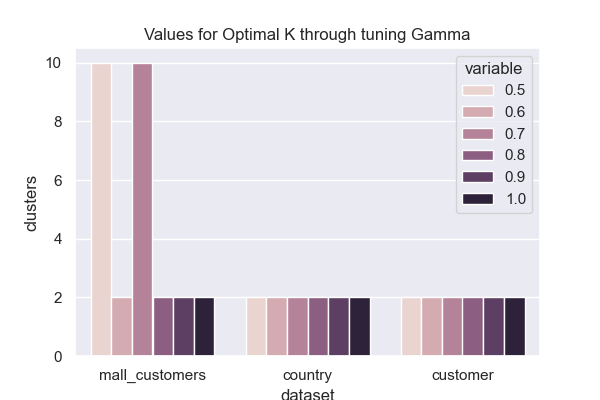 Values for Optimal K through tuning Gamma
clusters
10
8
6
4
2
0
variable
0.5
0.6
0.7
0.8
0.9
1.0
mall_customers country customer
dataset